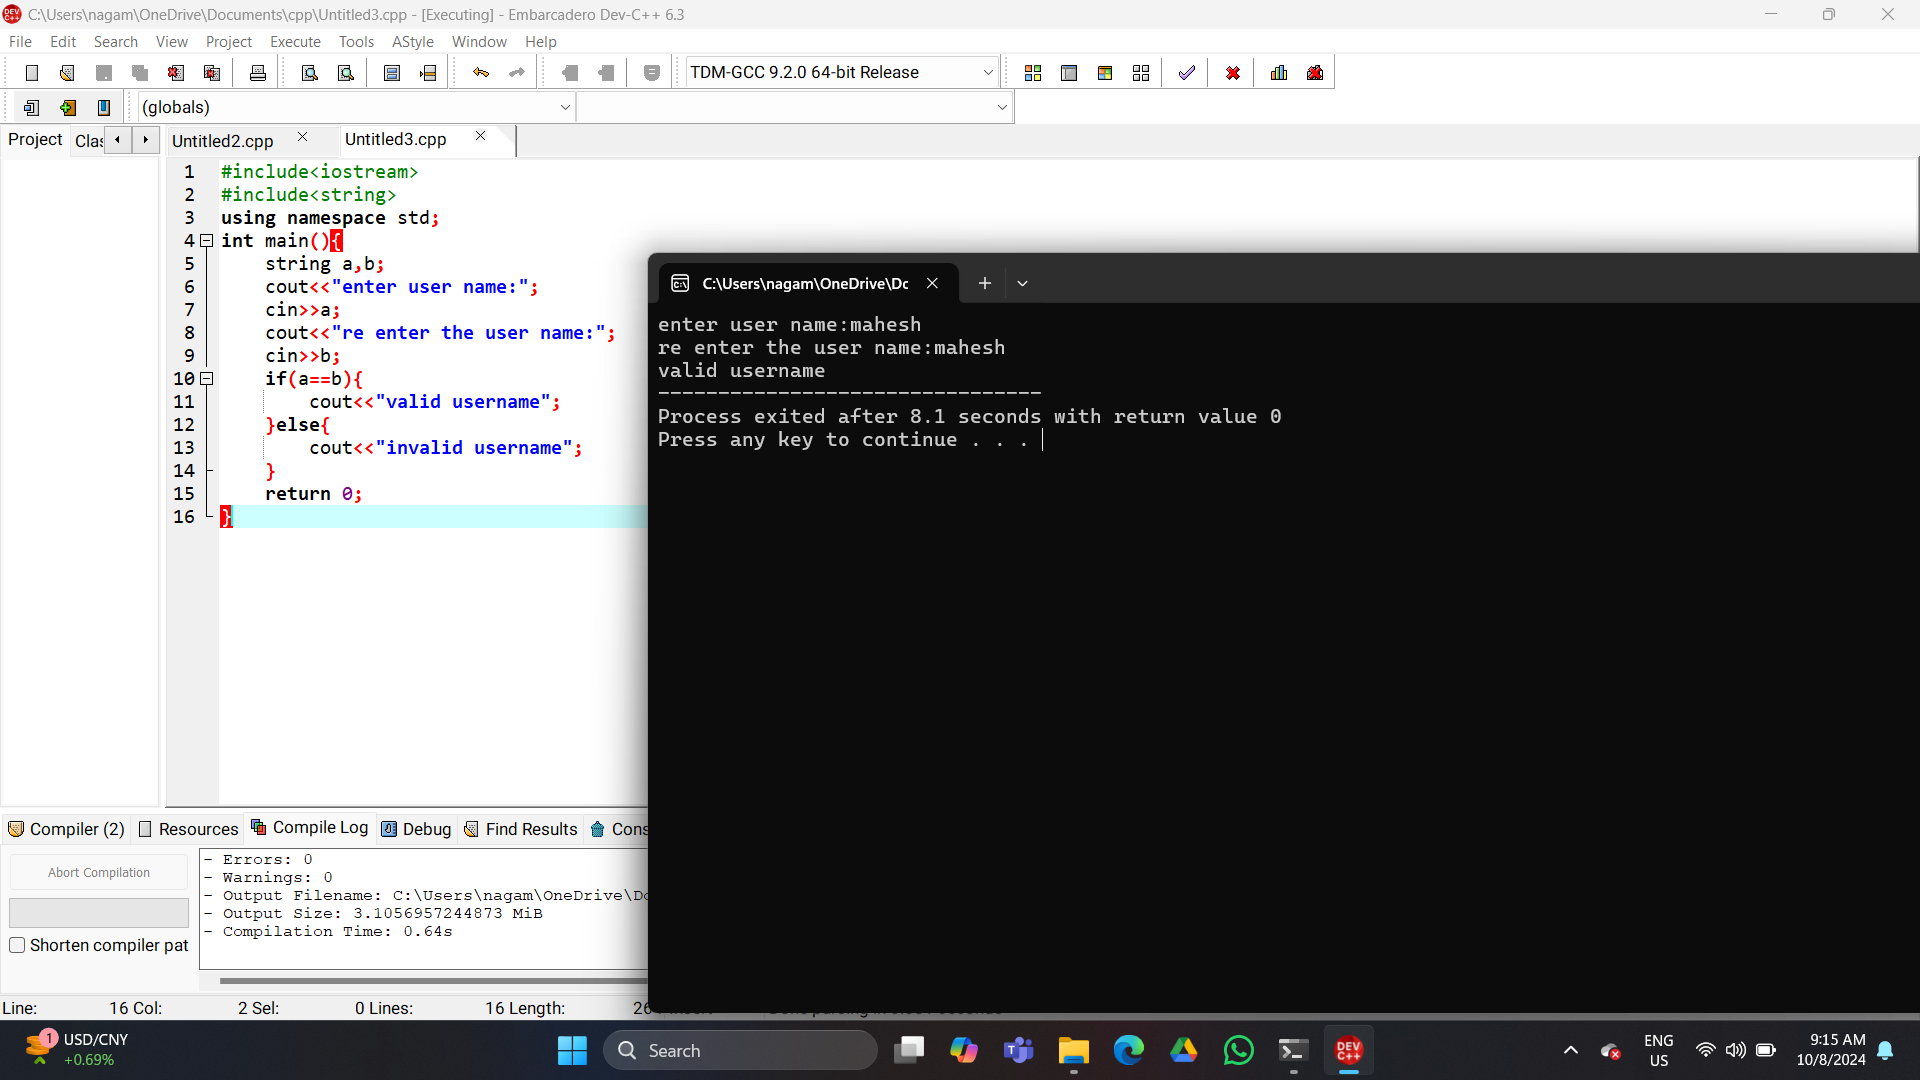 C:\Users\nagam\OneDrive\Documents\cpp\Untitled3.cpp - [Executing] - Embarcadero Dev-C++ 6.3
File Edit Search View Project Execute Tools AStyle Window Help
TDM-GCC 9.2.0 64-bit Release
(globals)
Project Clas Untitled2.cpp Untitled3.cpp
1 #include<iostream>
2 #include<string>
3 using namespace std;
4 int main(){
5 string a,b;
6 cout<<"enter user name:";
7 cin>>a;
8 cout<<"re enter the user name:";
9 cin>>b;
10 if(a==b){
11 cout<<"valid username";
12 }else{
13 cout<<"invalid username";
14 }
15 return 0;
16 }
C:\Users\nagam\OneDrive\Dc
enter user name:mahesh
re enter the user name:mahesh
valid username
--------------------------------
Process exited after 8.1 seconds with return value 0
Press any key to continue . . .
Compiler (2) Resources Compile Log Debug Find Results Cons
Abort Compilation
Shorten compiler pat
- Errors: 0
- Warnings: 0
- Output Filename: C:\Users\nagam\OneDrive\Do
- Output Size: 3.1056957244873 MiB
- Compilation Time: 0.64s
Line: 16 Col: 2 Sel: 0 Lines: 16 Length:
1 USD/CNY
+0.69%
Search
DEV C++
ENG
US
9:15 AM
10/8/2024